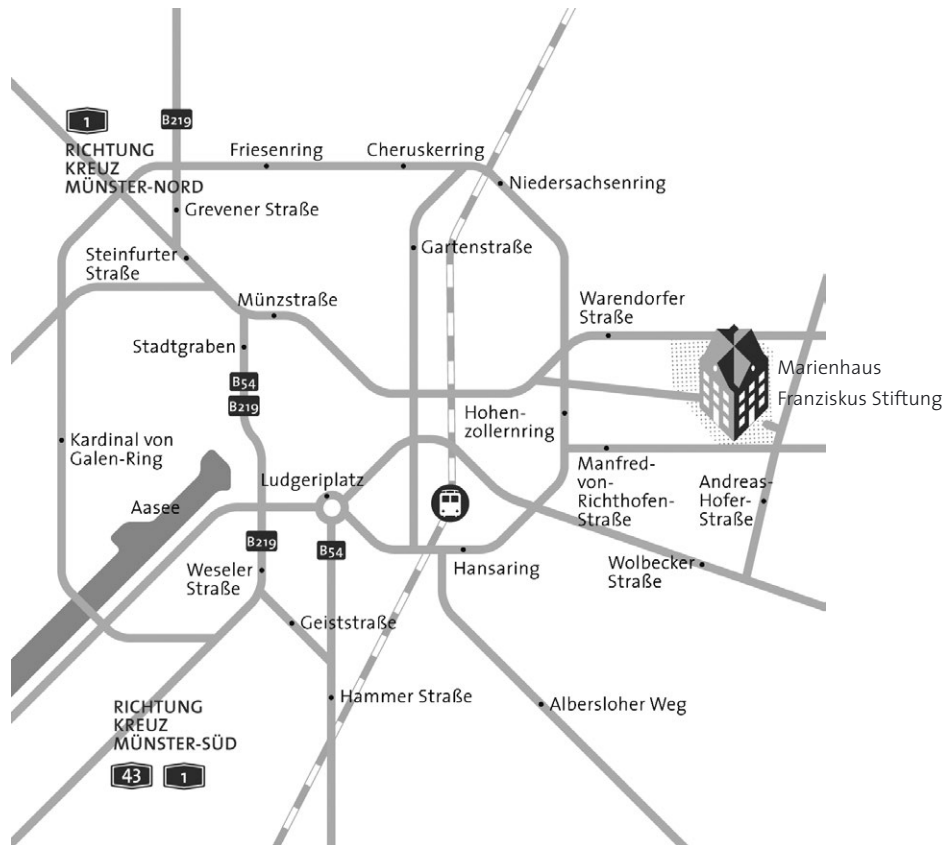 1
B219
RICHTUNG
KREUZ
MÜNSTER-NORD
Friesenring
Cheruskerring
Niedersachsenring
Grevener Straße
Steinfurter
Straße
Gartenstraße
Münzstraße
Warendorfer
Straße
Stadtgraben
Marienhaus
Franziskus Stiftung
B54
B219
Hohen-
zollernring
Kardinal von
Galen-Ring
Ludgeriplatz
Manfred-
von-
Richthofen-
Straße
Andreas-
Hofer-
Straße
Aasee
B219
B54
Weseler
Straße
Hansaring
Wolbecker
Straße
Geiststraße
Hammer Straße
Albersloher Weg
RICHTUNG
KREUZ
MÜNSTER-SÜD
43 1